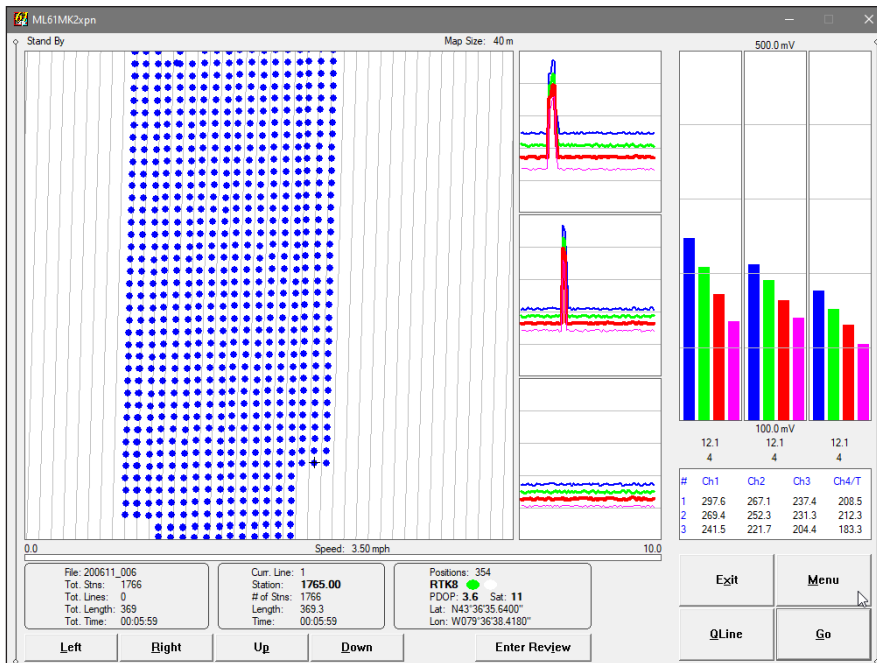 ML61MK2xpn
Stand By
Map Size: 40 m
500.0 mV
100.0 mV
12.1 12.1 12.1
4 4 4
# Ch1 Ch2 Ch3 Ch4/T
1 297.6 267.1 237.4 208.5
2 269.4 252.3 231.3 212.3
3 241.5 221.7 204.4 183.3
0.0 Speed: 3.50 mph 10.0
File: 200611_006
Tot. Stns: 1766
Tot. Lines: 0
Tot. Length: 369
Tot. Time: 00:05:59
Curr. Line: 1
Station: 1765.00
# of Stns: 1766
Length: 369.3
Time: 00:05:59
Positions: 354
RTK8
PDOP: 3.6 Sat: 11
Lat: N43°36'35.6400"
Lon: W079°36'38.4180"
Exit Menu
QLine Go
Left Right Up Down Enter Review